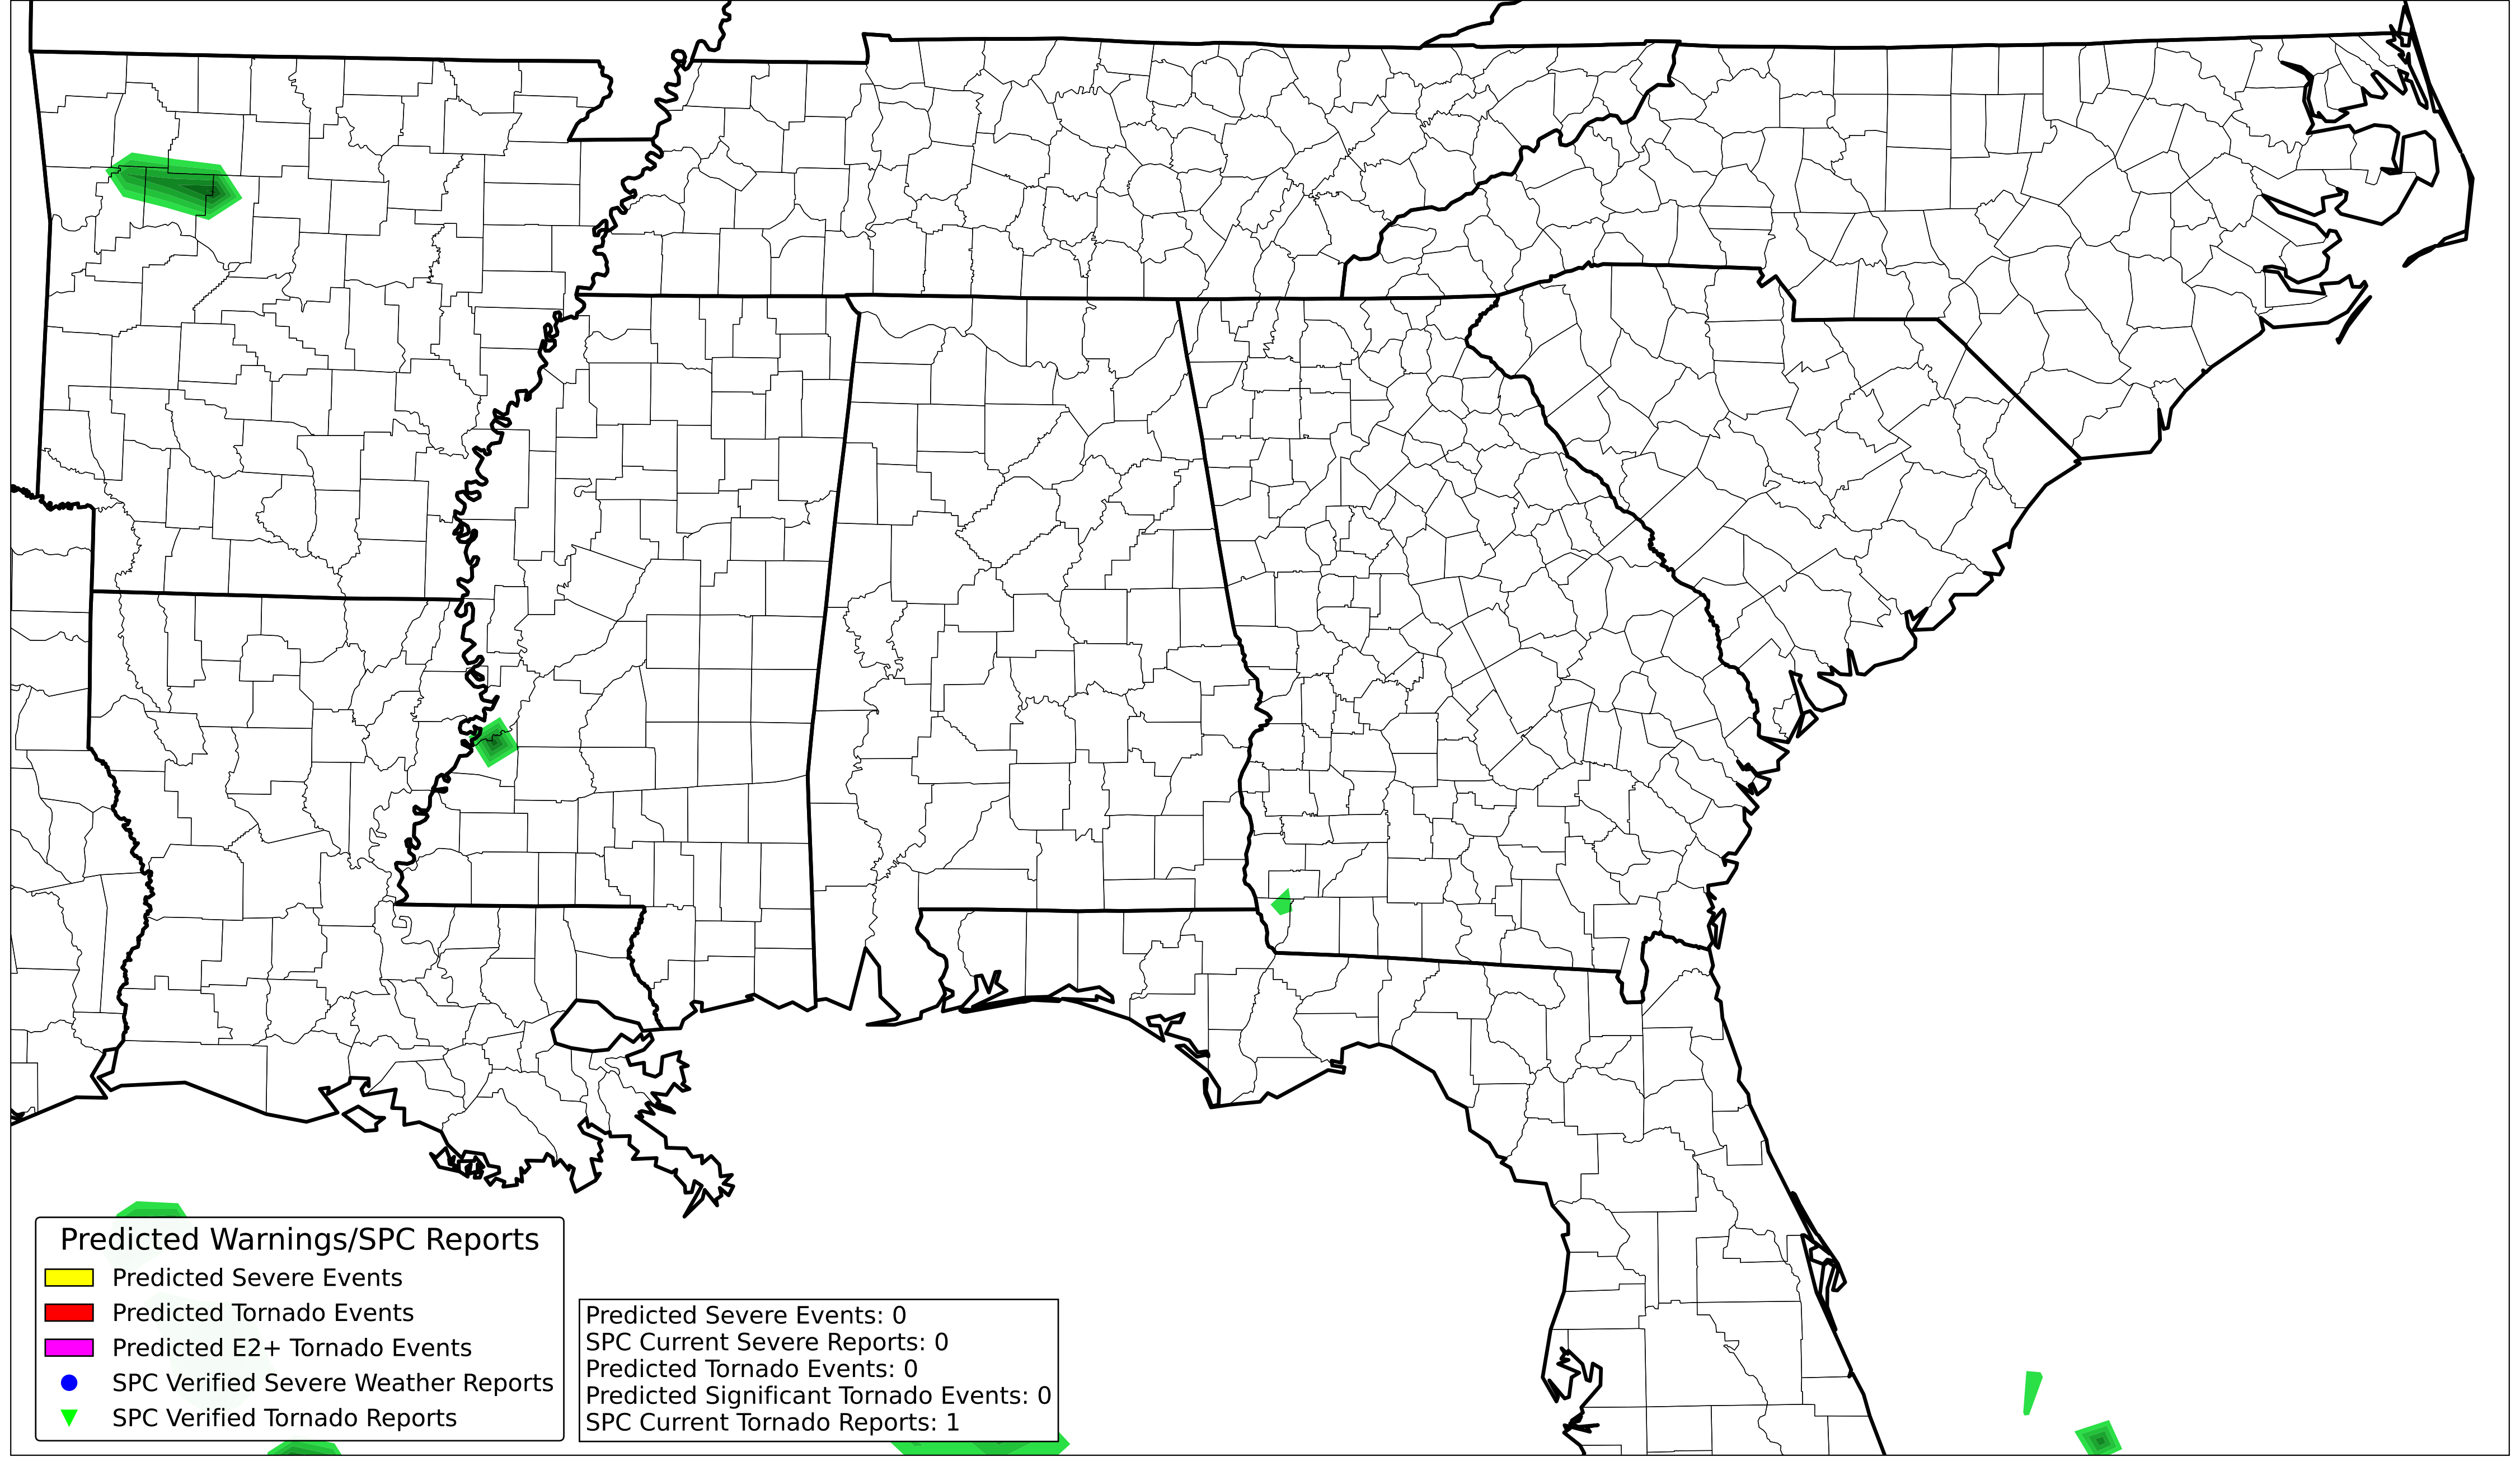 Predicted Warnings/SPC Reports
Predicted Severe Events
Predicted Tornado Events
Predicted E2+ Tornado Events
SPC Verified Severe Weather Reports
SPC Verified Tornado Reports
Predicted Severe Events: 0
SPC Current Severe Reports: 0
Predicted Tornado Events: 0
Predicted Significant Tornado Events: 0
SPC Current Tornado Reports: 1